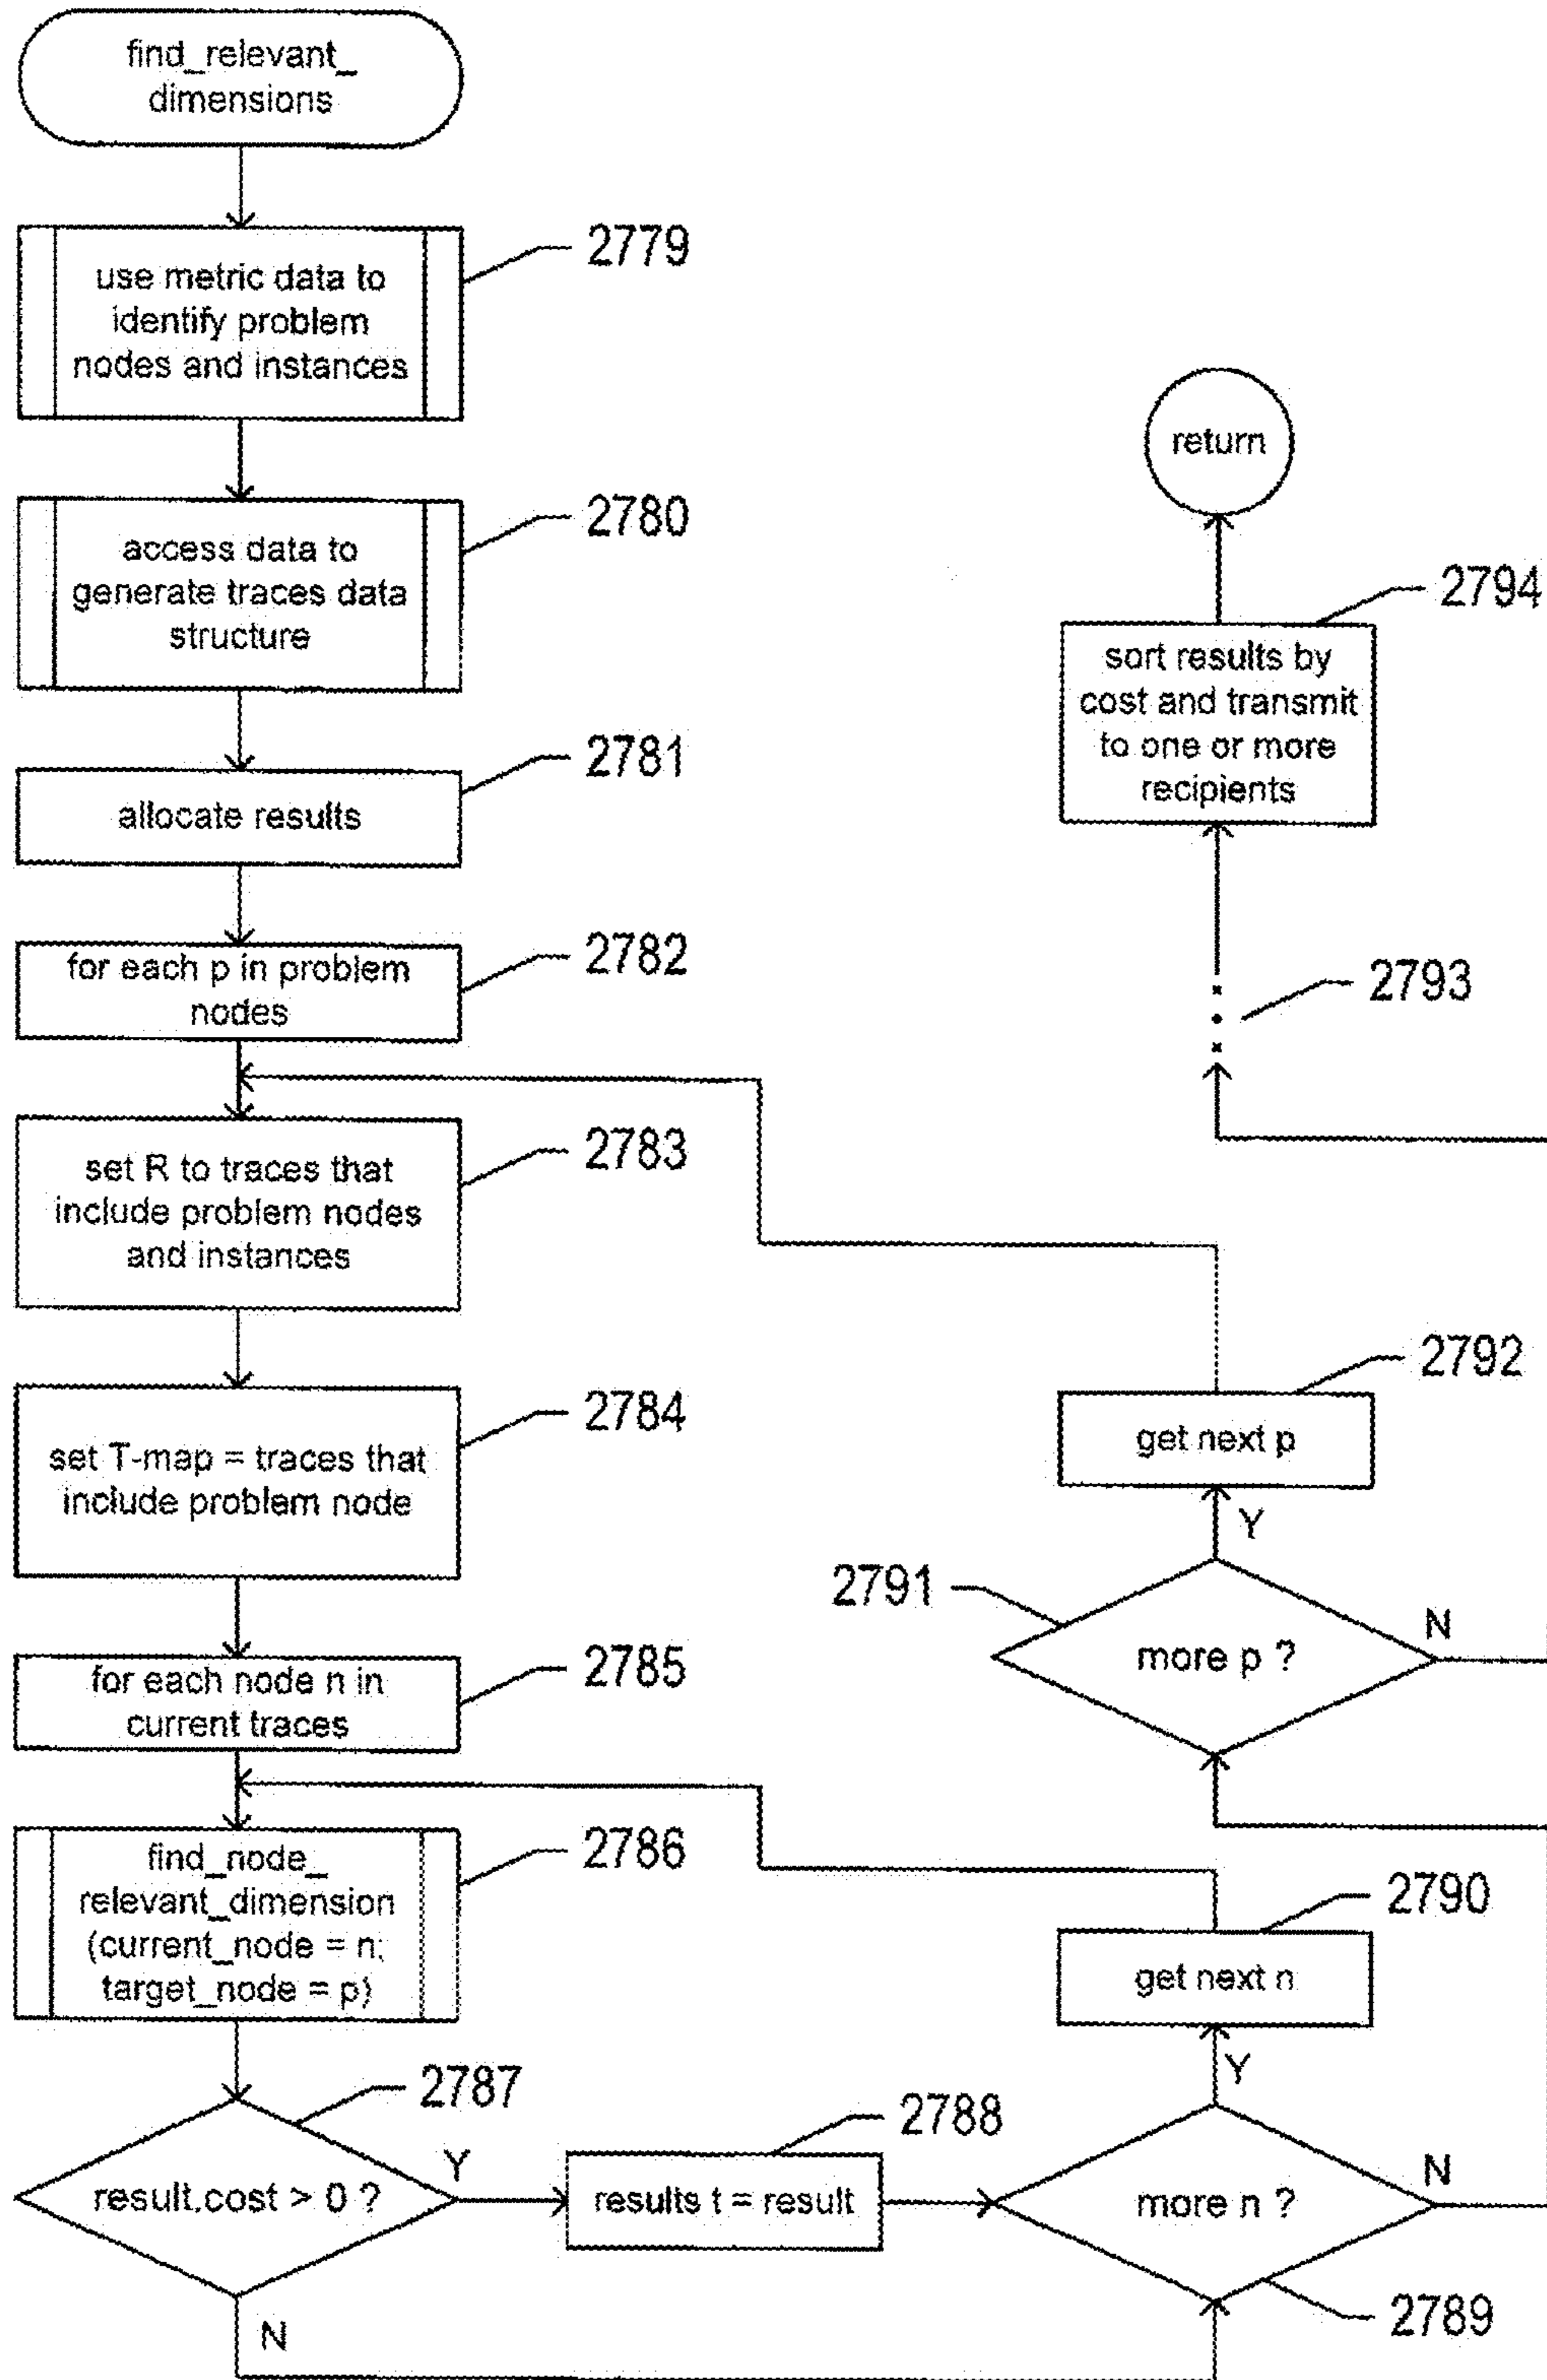 find_relevant_
dimensions
2779
use metric data to
identify problem
nodes and instances
2780
access data to
generate traces data
structure
2781
allocate results
2782
for each p in problem
nodes
2783
set R to traces that
include problem nodes
and instances
2784
set T-map = traces that
include problem node
2785
for each node n in
current traces
2786
find_node_
relevant_dimension
(current_node = n;
target_node = p)
2787
result.cost > 0 ?
Y
N
2788
results t = result
more n ?
2789
Y
N
get next n
2790
more p ?
2791
Y
N
get next p
2792
2793
2794
sort results by
cost and transmit
to one or more
recipients
return